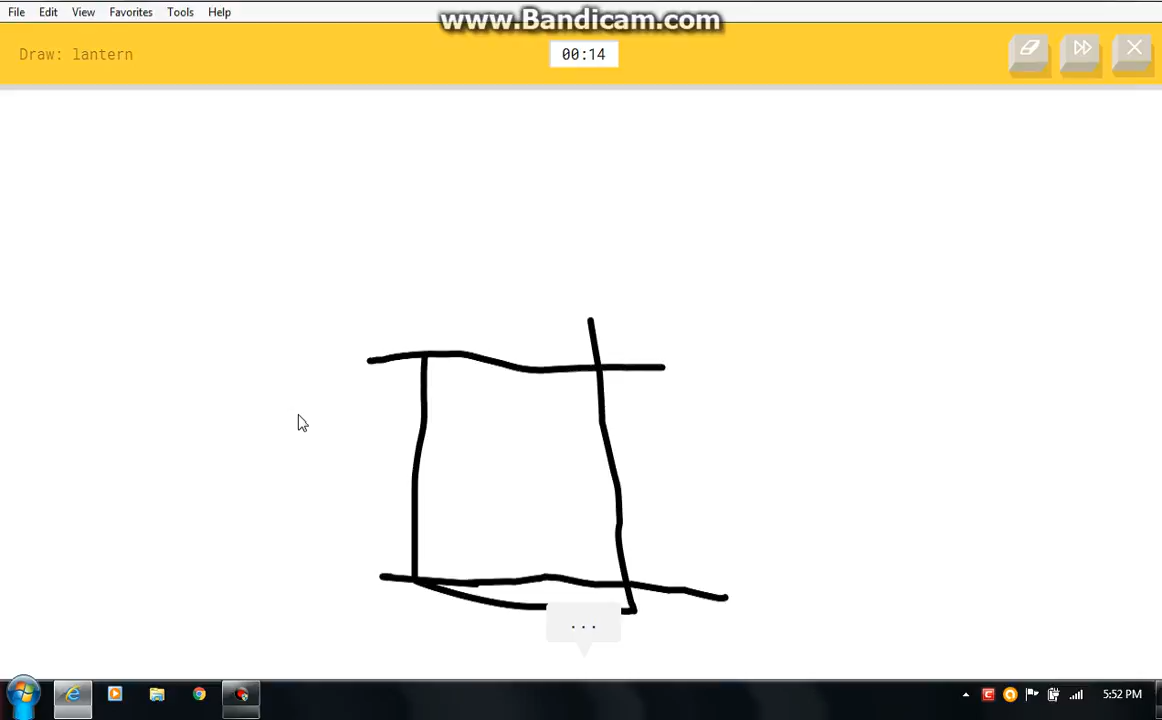 www.Bandicam.com
File Edit View Favorites Tools Help
Draw: lantern
00:14
...
5:52 PM